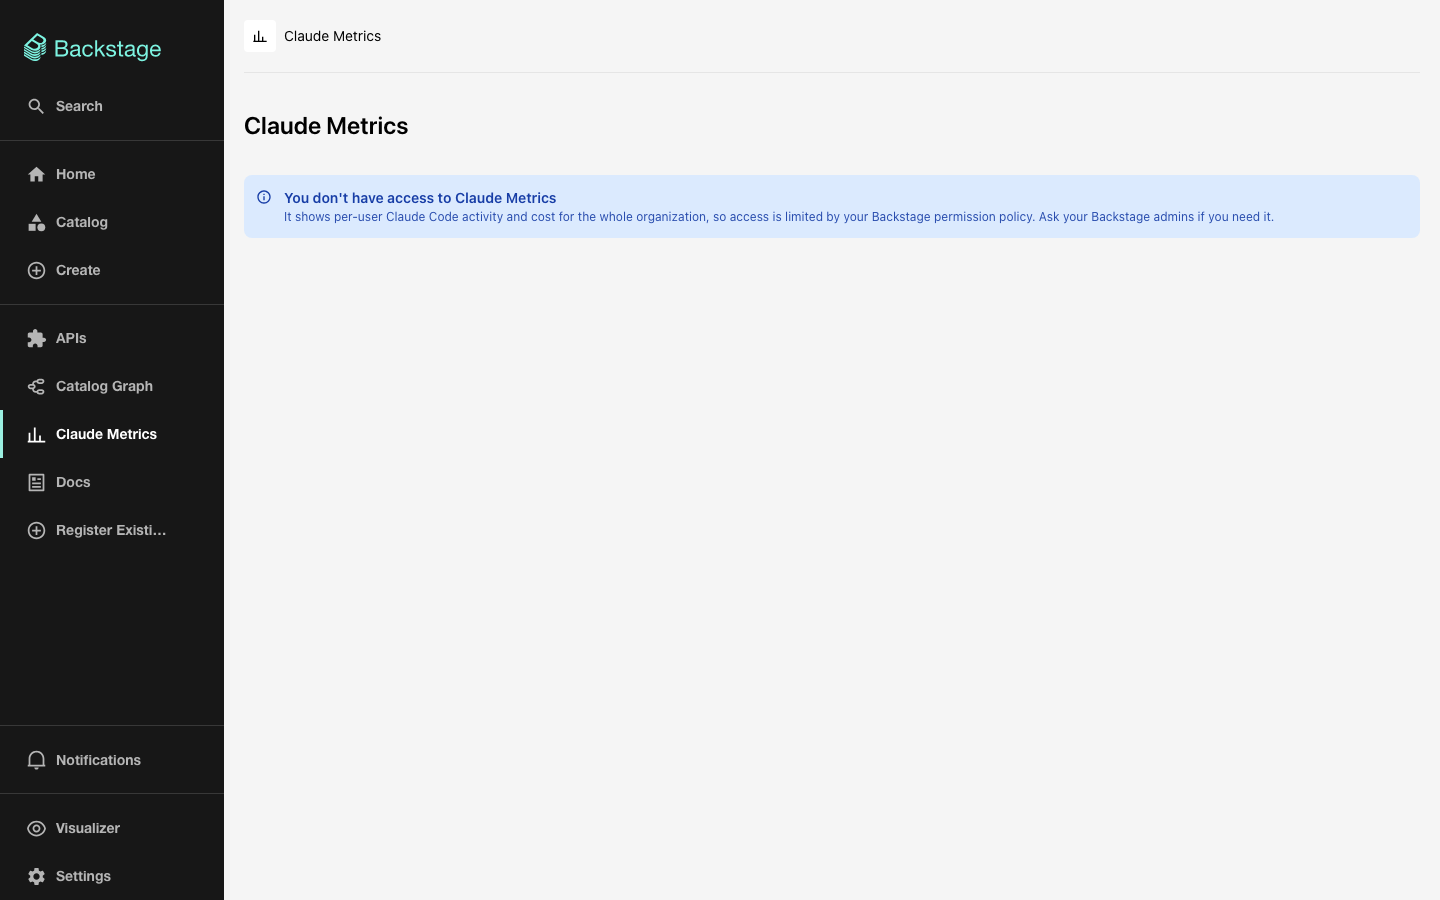 Backstage
Search
Home
Catalog
Create
APIs
Catalog Graph
Claude Metrics
Docs
Register Existi...
Notifications
Visualizer
Settings
Claude Metrics
Claude Metrics
You don't have access to Claude Metrics
It shows per-user Claude Code activity and cost for the whole organization, so access is limited by your Backstage permission policy. Ask your Backstage admins if you need it.